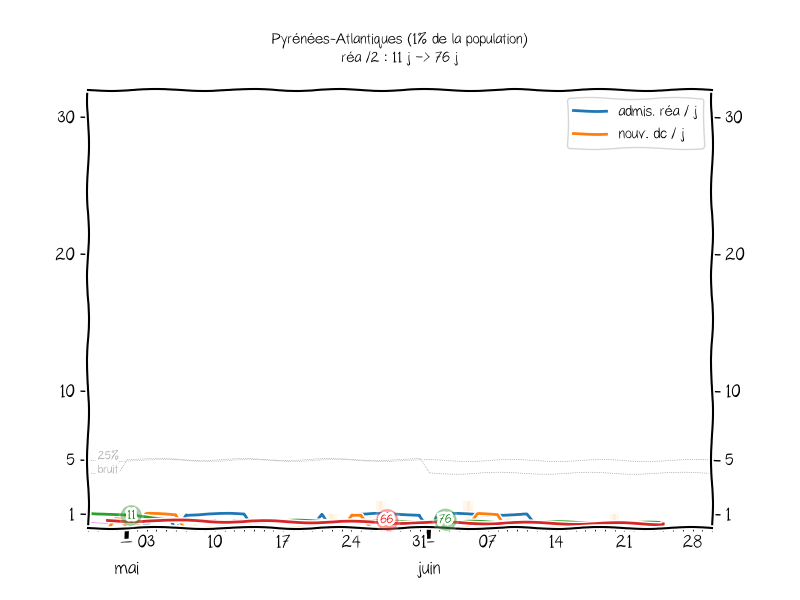 Pyrénées-Atlantiques (1% de la population)
réa /2 : 11 j -> 76 j
admis. réa / j
nouv. dc / j
30 30
20 20
10 10
5 5
25%
bruit
1 1
11 66 76
03 10 17 24 31 07 14 21 28
mai juin